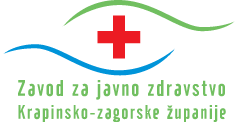 Zavod za javno zdravstvo
Krapinsko-zagorske županije